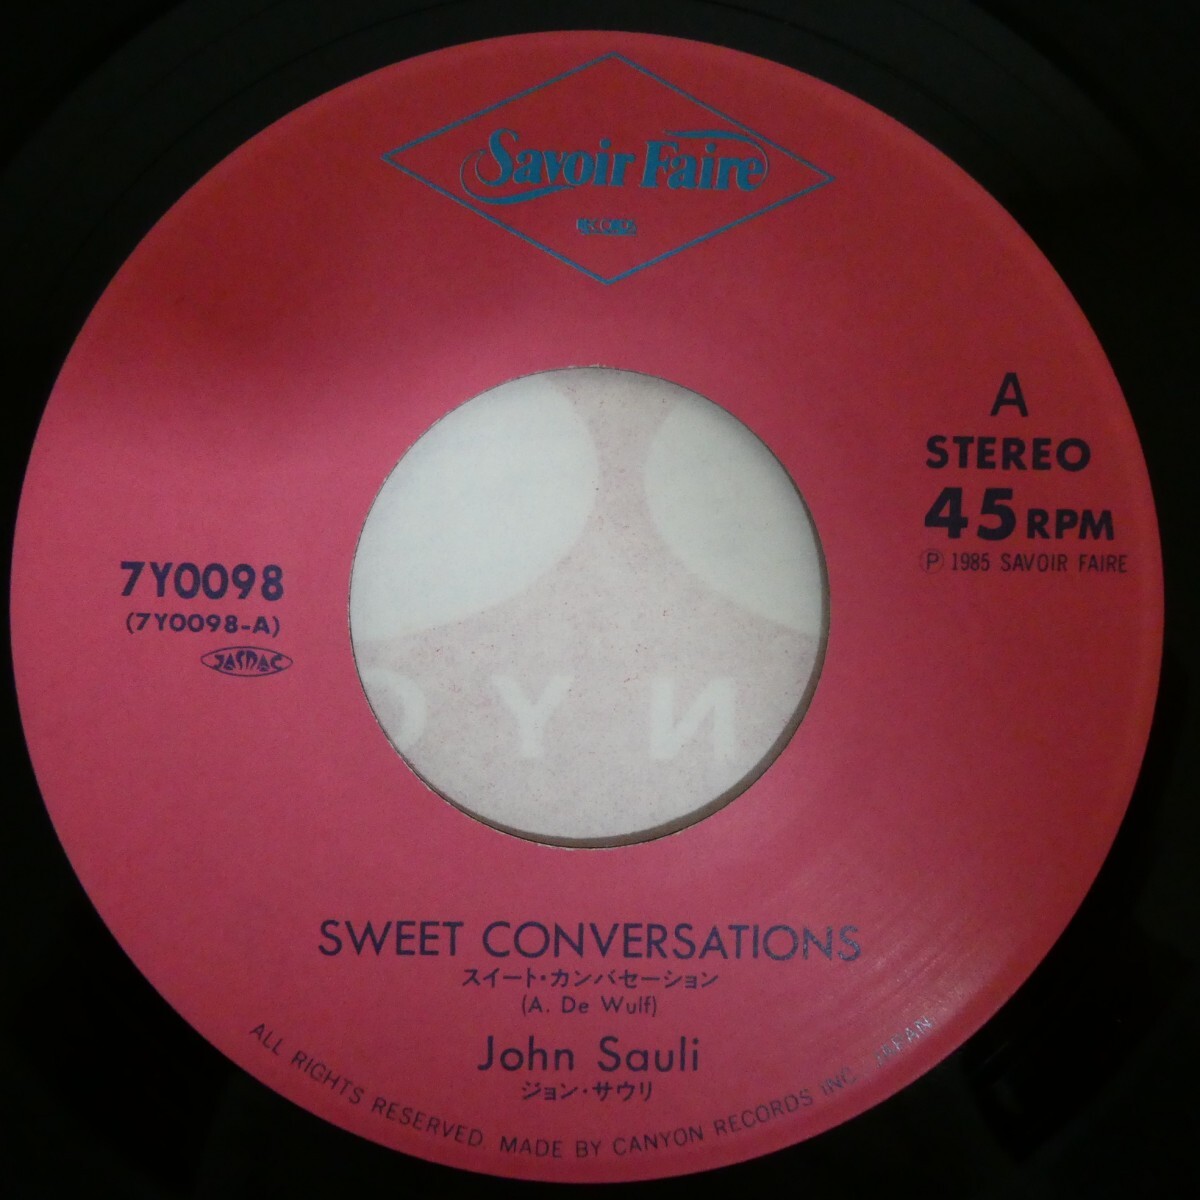 Savoir Faire
RECORDS
A
STEREO
45 RPM
Ⓟ 1985 SAVOIR FAIRE
7Y0098
(7Y0098-A)
JASRAC
NYC
SWEET CONVERSATIONS
スイート・カンバセーション
(A. De Wulf)
John Sauli
ジョン・サウリ
ALL RIGHTS RESERVED. MADE BY CANYON RECORDS INC. JAPAN